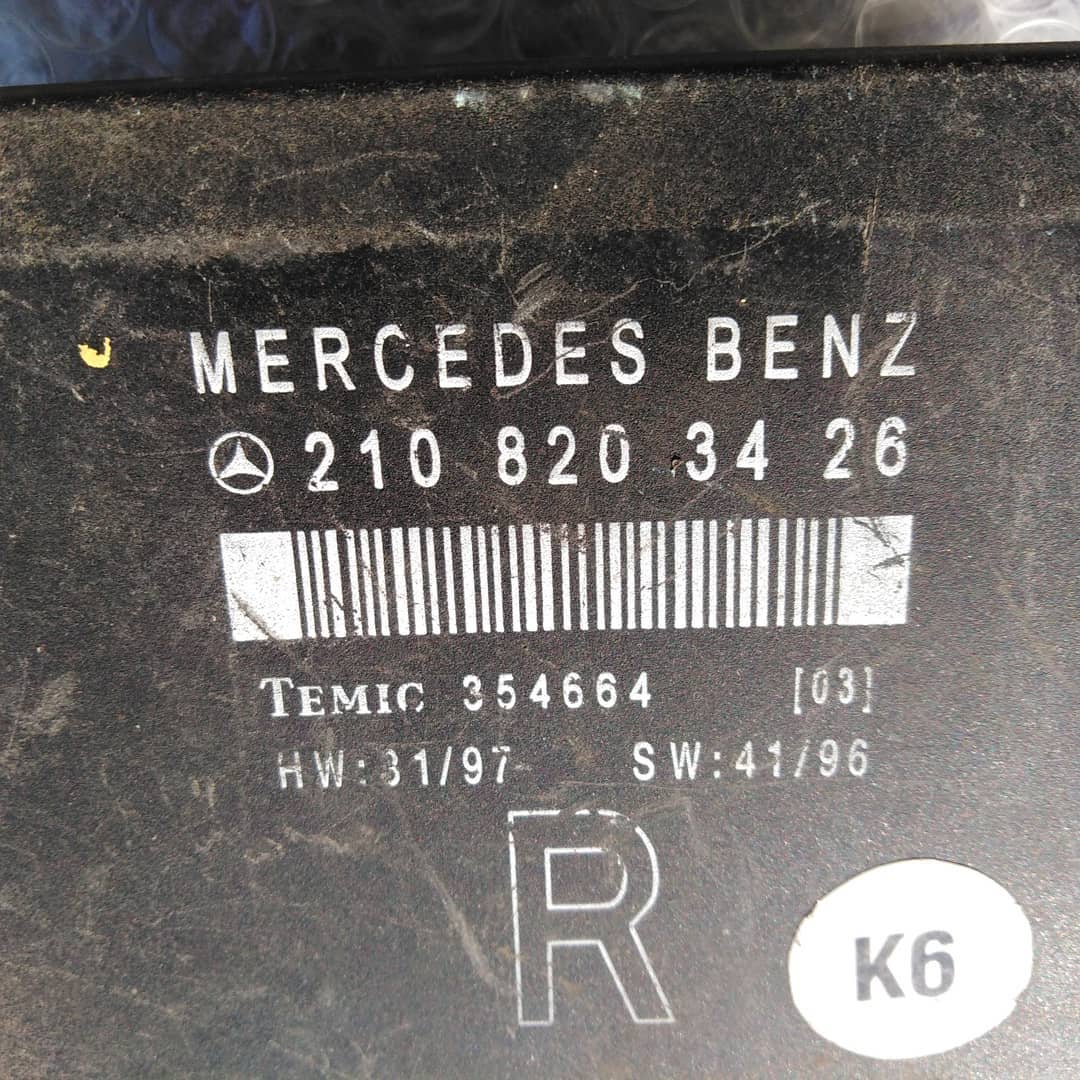 MERCEDES BENZ
210 820 34 26
TEMIC 354664 [03]
HW:31/97 SW:41/96
R
K6